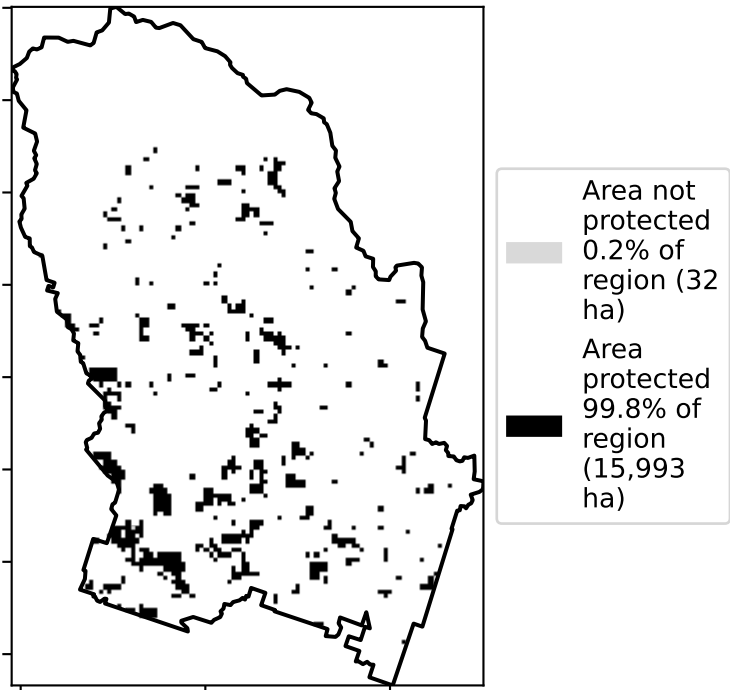 Area not
protected
0.2% of
region (32
ha)
Area
protected
99.8% of
region
(15,993
ha)